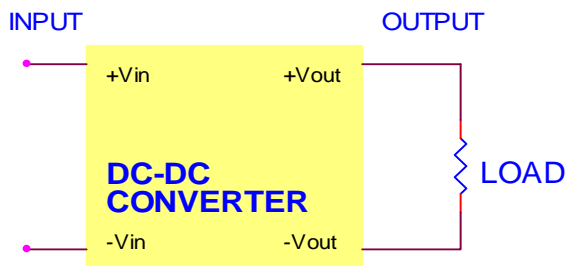 INPUT OUTPUT
+Vin +Vout
DC-DC
CONVERTER
LOAD
-Vin -Vout